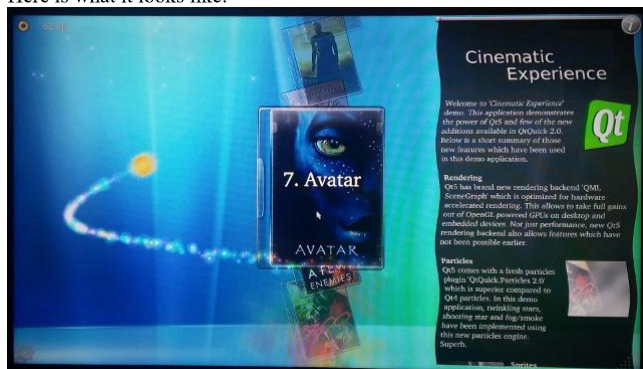 Here is what it looks like:
7. Avatar
AVATAR
A FEW
ENEMIES
Cinematic
Experience
Welcome to 'Cinematic Experience'
demo. This application demonstrates
the power of Qt5 and few of the new
additions available in QtQuick 2.0.
Below is a short summary of those
new features which have been used
in this demo application.
Qt
Rendering
Qt5 has brand new rendering backend 'QML
SceneGraph' which is optimized for hardware
accelerated rendering. This allows to take full gains
out of OpenGL powered GPUs on desktop and
embedded devices. Not just performance, new Qt5
rendering backend also allows features which have
not been possible earlier.
Particles
Qt5 comes with a fresh particles
plugin 'QtQuick.Particles 2.0'
which is superior compared to
Qt4 particles. In this demo
application, twinkling stars,
shooting star and fog/smoke
have been implemented using
this new particles engine.
Superb.
Sprites